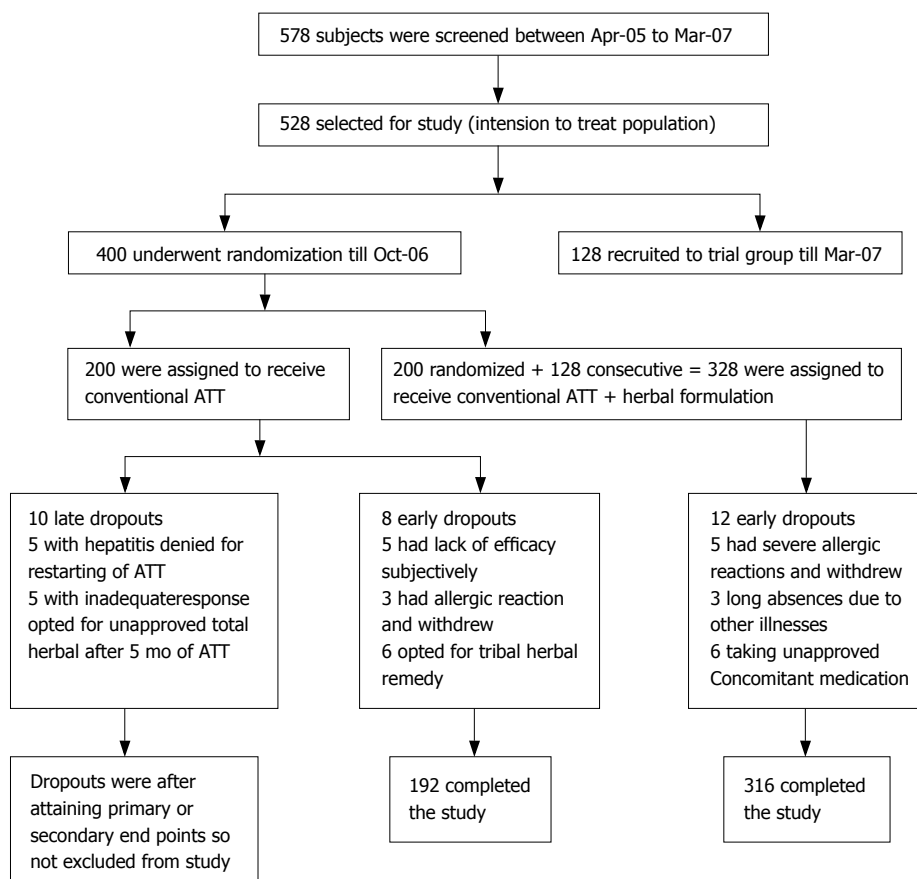 578 subjects were screened between Apr-05 to Mar-07
528 selected for study (intension to treat population)
400 underwent randomization till Oct-06
128 recruited to trial group till Mar-07
200 were assigned to receive
conventional ATT
200 randomized + 128 consecutive = 328 were assigned to
receive conventional ATT + herbal formulation
10 late dropouts
5 with hepatitis denied for
restarting of ATT
5 with inadequateresponse
opted for unapproved total
herbal after 5 mo of ATT
8 early dropouts
5 had lack of efficacy
subjectively
3 had allergic reaction
and withdrew
6 opted for tribal herbal
remedy
12 early dropouts
5 had severe allergic
reactions and withdrew
3 long absences due to
other illnesses
6 taking unapproved
Concomitant medication
Dropouts were after
attaining primary or
secondary end points so
not excluded from study
192 completed
the study
316 completed
the study